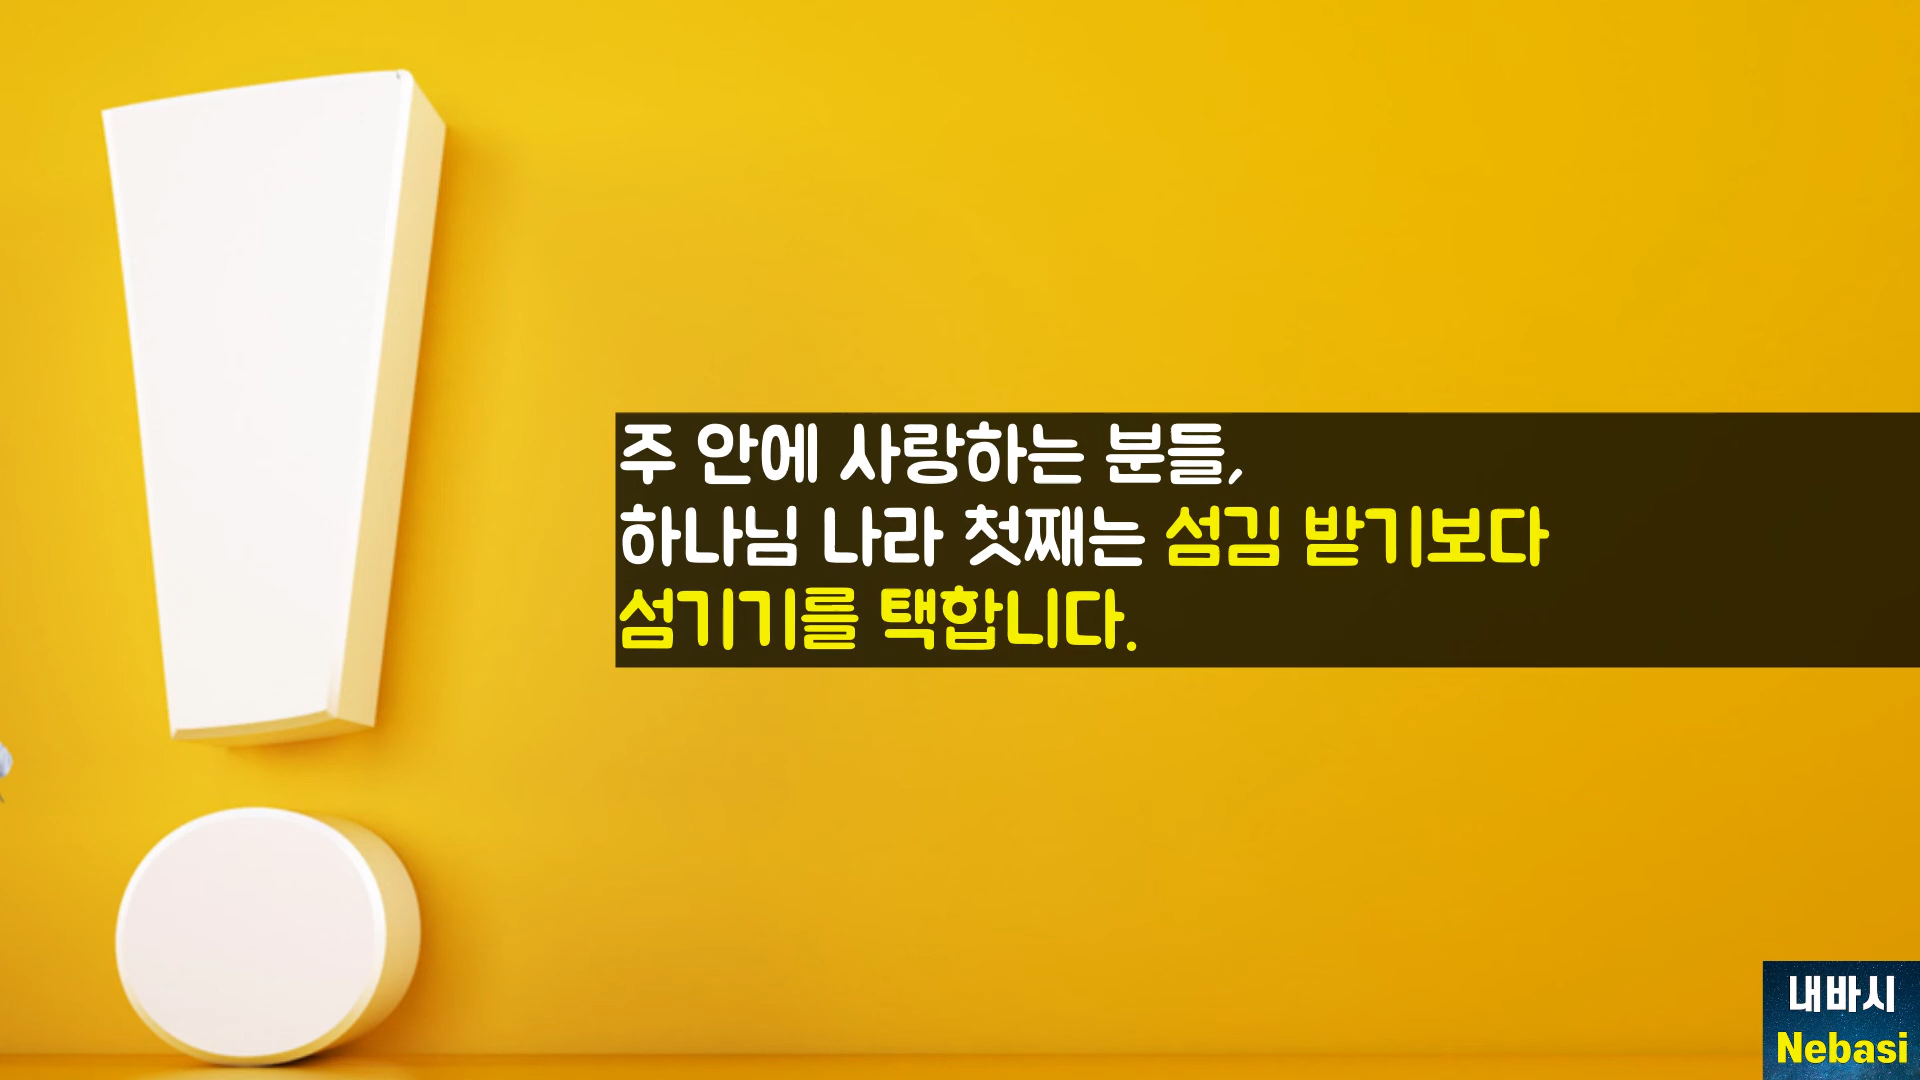 주 안에 사랑하는 분들,
하나님 나라 첫째는 섬김 받기보다
섬기기를 택합니다.
내바시
Nebasi